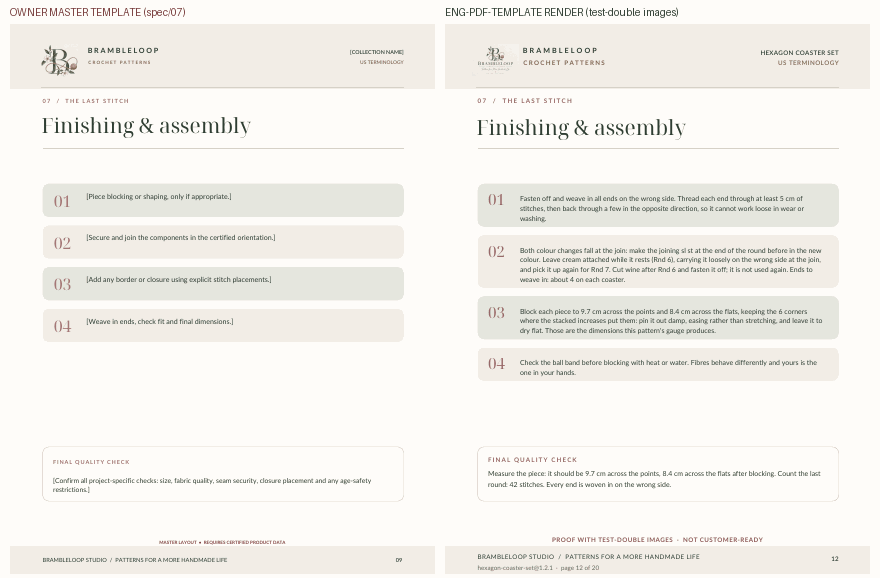 OWNER MASTER TEMPLATE (spec/07)
BRAMBLELOOP
CROCHET PATTERNS
[COLLECTION NAME]
US TERMINOLOGY
07 / THE LAST STITCH
Finishing & assembly
01
[Piece blocking or shaping, only if appropriate.]
02
[Secure and join the components in the certified orientation.]
03
[Add any border or closure using explicit stitch placements.]
04
[Weave in ends, check fit and final dimensions.]
FINAL QUALITY CHECK
[Confirm all project-specific checks: size, fabric quality, seam security, closure placement and any age-safety
restrictions.]
MASTER LAYOUT • REQUIRES CERTIFIED PRODUCT DATA
BRAMBLELOOP STUDIO / PATTERNS FOR A MORE HANDMADE LIFE
09
ENG-PDF-TEMPLATE RENDER (test-double images)
BRAMBLELOOP
BRAMBLELOOP
CROCHET PATTERNS
HEXAGON COASTER SET
US TERMINOLOGY
07 / THE LAST STITCH
Finishing & assembly
01
Fasten off and weave in all ends on the wrong side. Thread each end through at least 5 cm of
stitches, then back through a few in the opposite direction, so it cannot work loose in wear or
washing.
02
Both colour changes fall at the join: make the joining sl st at the end of the round before in the new
colour. Leave cream attached while it rests (Rnd 6), carrying it loosely on the wrong side at the join,
and pick it up again for Rnd 7. Cut wine after Rnd 6 and fasten it off; it is not used again. Ends to
weave in: about 4 on each coaster.
03
Block each piece to 9.7 cm across the points and 8.4 cm across the flats, keeping the 6 corners
where the stacked increases put them: pin it out damp, easing rather than stretching, and leave it to
dry flat. Those are the dimensions this pattern's gauge produces.
04
Check the ball band before blocking with heat or water. Fibres behave differently and yours is the
one in your hands.
FINAL QUALITY CHECK
Measure the piece: it should be 9.7 cm across the points, 8.4 cm across the flats after blocking. Count the last
round: 42 stitches. Every end is woven in on the wrong side.
PROOF WITH TEST-DOUBLE IMAGES - NOT CUSTOMER-READY
BRAMBLELOOP STUDIO / PATTERNS FOR A MORE HANDMADE LIFE
12
hexagon-coaster-set@1.2.1 - page 12 of 20